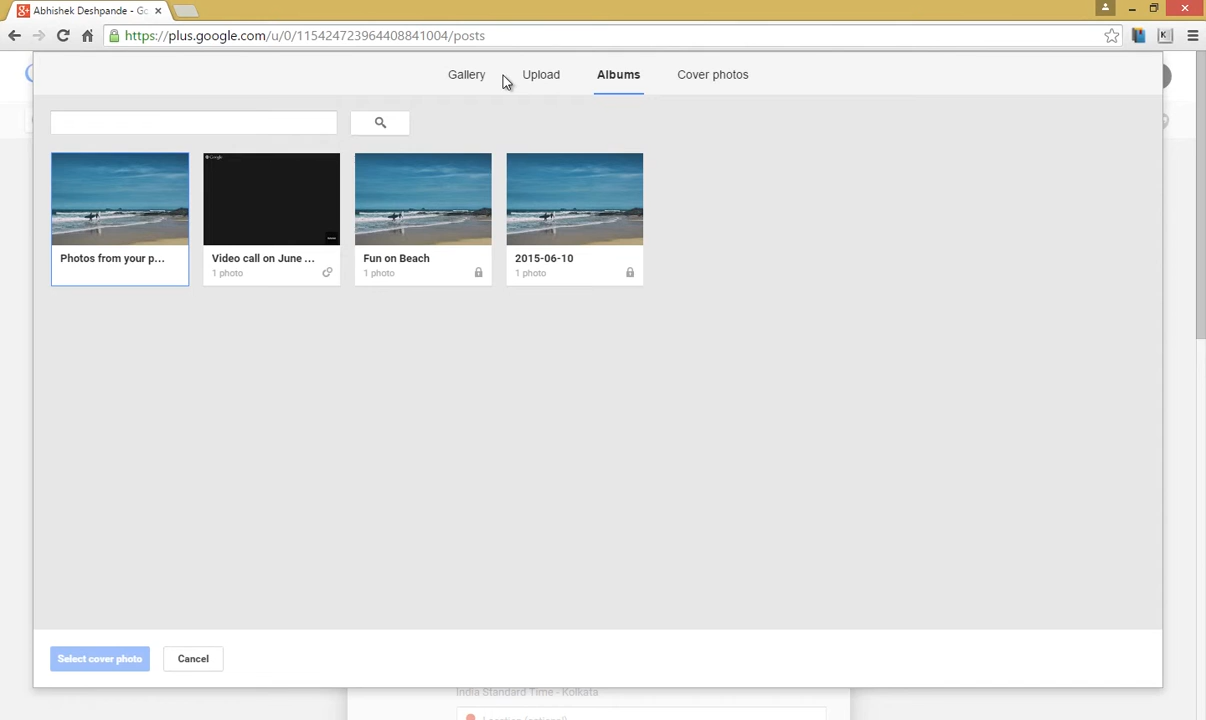 Abhishek Deshpande - Go
https://plus.google.com/u/0/115424723964408841004/posts
Gallery Upload Albums Cover photos
Photos from your p...
Video call on June ...
1 photo
Fun on Beach
1 photo
2015-06-10
1 photo
Select cover photo Cancel
India Standard Time - Kolkata
Location (optional)